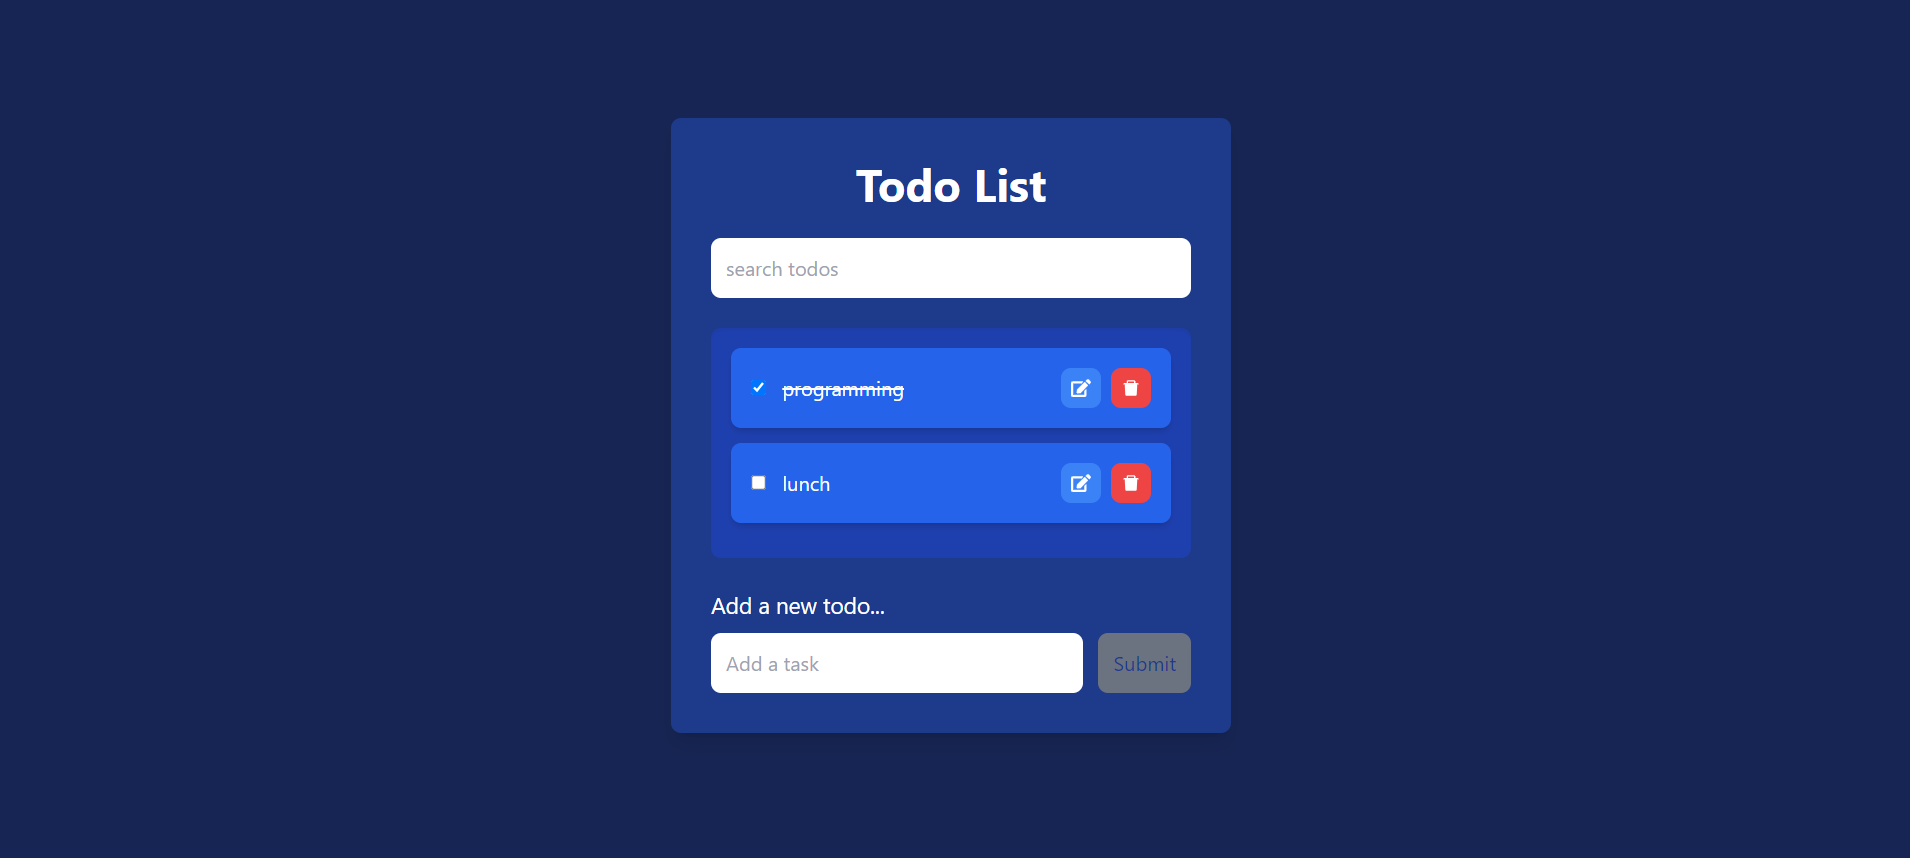 Todo List
search todos
programming
lunch
Add a new todo...
Add a task
Submit